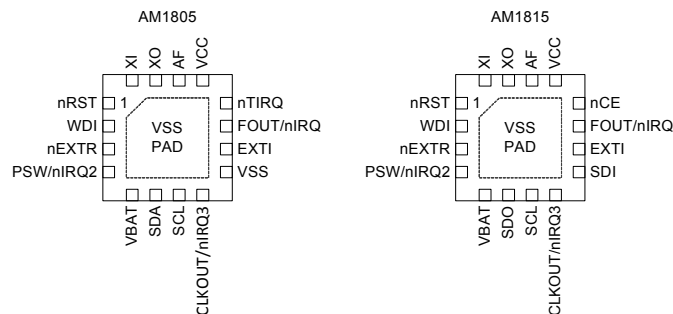 AM1805
XI
XO
AF
VCC
nRST
1
nTIRQ
WDI
FOUT/nIRQ
nEXTR
EXTI
PSW/nIRQ2
VSS
VSS
PAD
VBAT
SDA
SCL
CLKOUT/nIRQ3
AM1815
XI
XO
AF
VCC
nRST
1
nCE
WDI
FOUT/nIRQ
nEXTR
EXTI
PSW/nIRQ2
SDI
VSS
PAD
VBAT
SDO
SCL
CLKOUT/nIRQ3